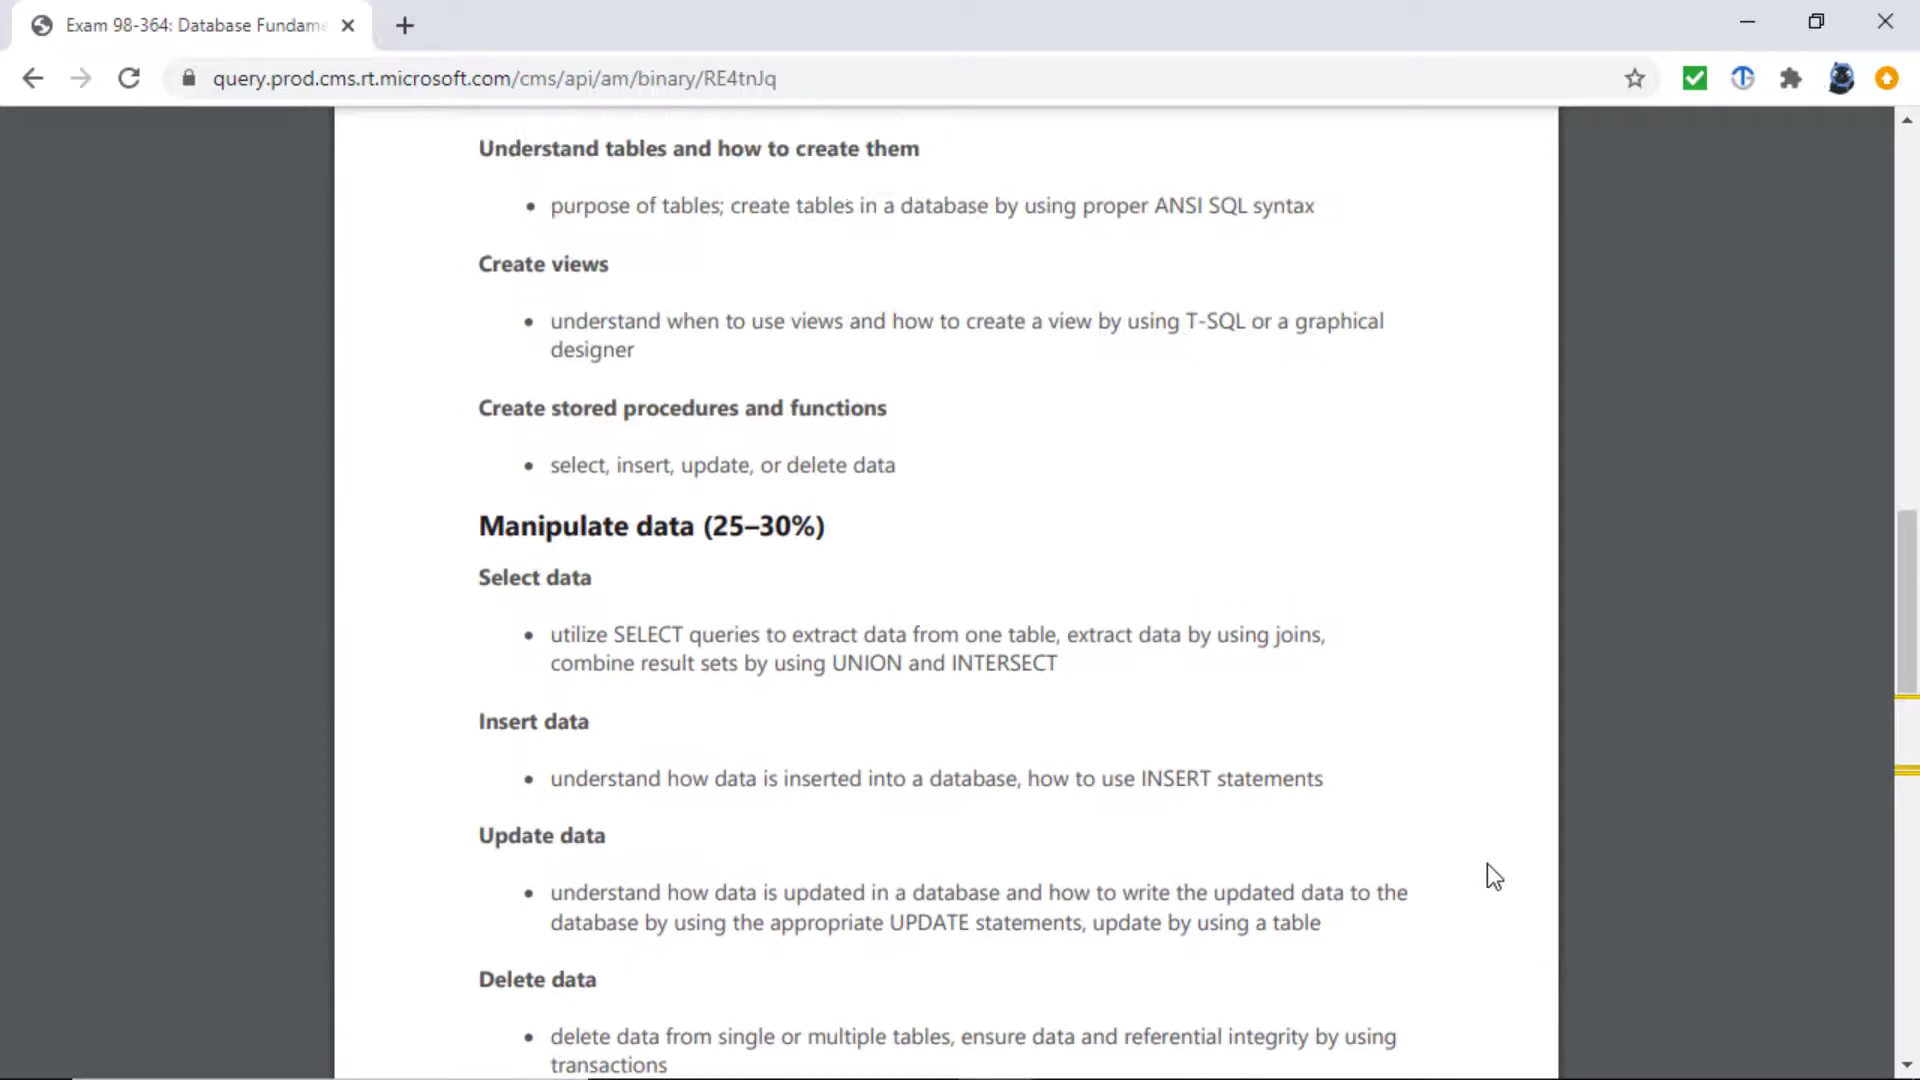 Exam 98-364: Database Fundame
query.prod.cms.rt.microsoft.com/cms/api/am/binary/RE4tnJq
Understand tables and how to create them
• purpose of tables; create tables in a database by using proper ANSI SQL syntax
Create views
• understand when to use views and how to create a view by using T-SQL or a graphical
designer
Create stored procedures and functions
• select, insert, update, or delete data
Manipulate data (25–30%)
Select data
• utilize SELECT queries to extract data from one table, extract data by using joins,
combine result sets by using UNION and INTERSECT
Insert data
• understand how data is inserted into a database, how to use INSERT statements
Update data
• understand how data is updated in a database and how to write the updated data to the
database by using the appropriate UPDATE statements, update by using a table
Delete data
• delete data from single or multiple tables, ensure data and referential integrity by using
transactions